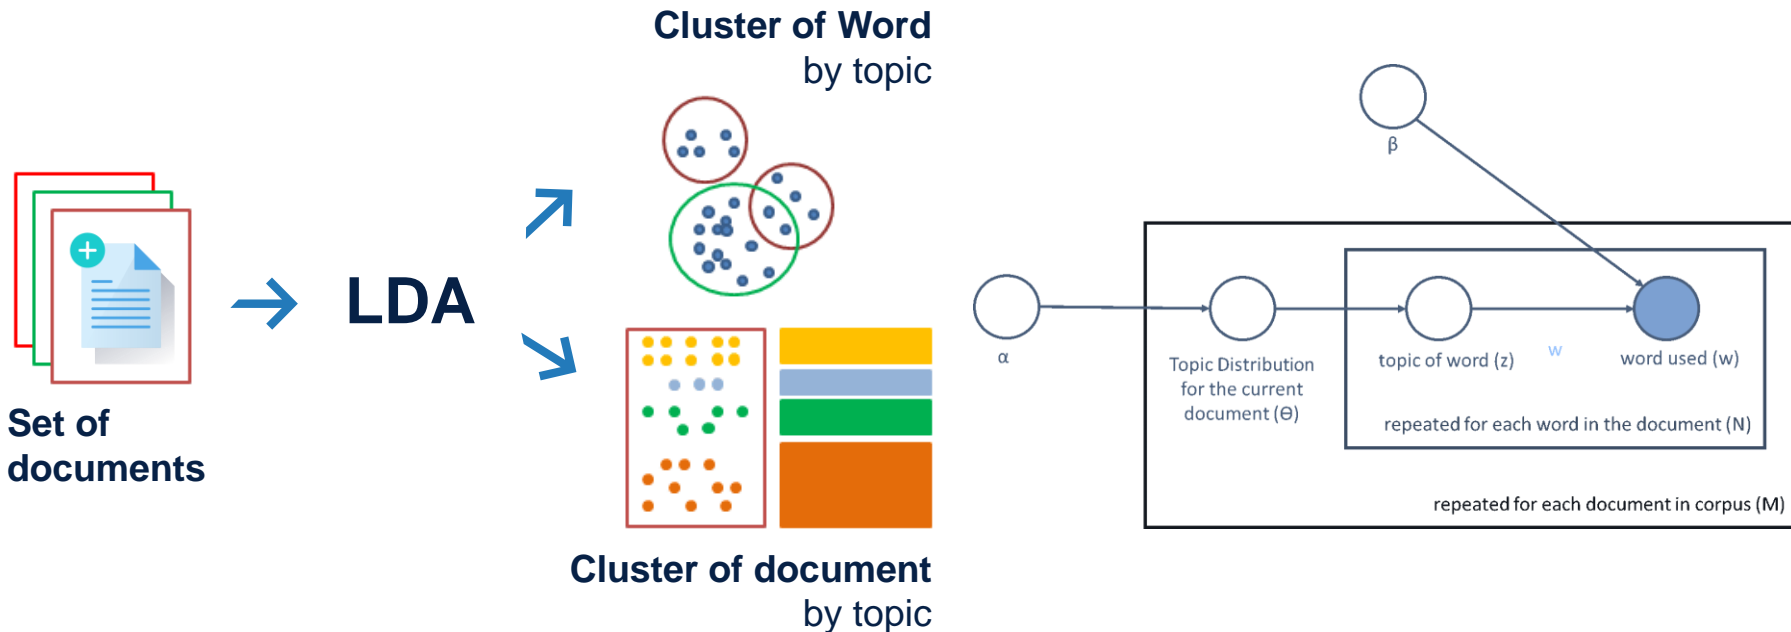 Cluster of Word
by topic
Set of
documents
LDA
Cluster of document
by topic
β
α
Topic Distribution
for the current
document (Θ)
topic of word (z)
w
word used (w)
repeated for each word in the document (N)
repeated for each document in corpus (M)